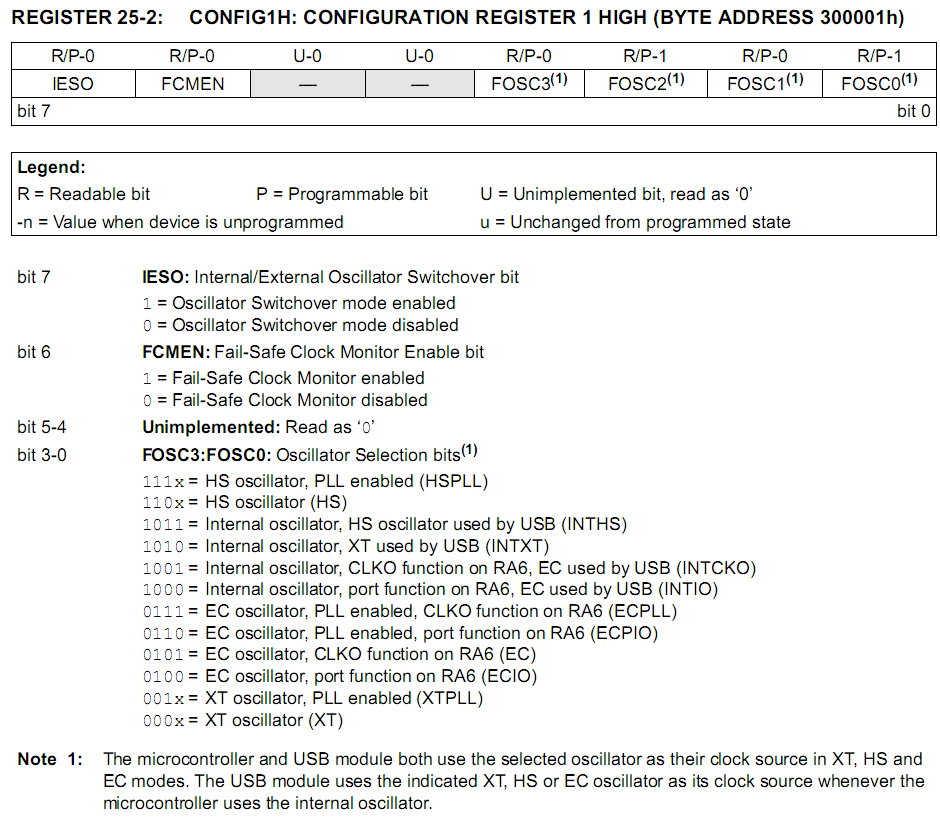 REGISTER 25-2: CONFIG1H: CONFIGURATION REGISTER 1 HIGH (BYTE ADDRESS 300001h)
R/P-0 R/P-0 U-0 U-0 R/P-0 R/P-1 R/P-0 R/P-1
IESO FCMEN — — FOSC3(1) FOSC2(1) FOSC1(1) FOSC0(1)
bit 7 bit 0
Legend:
R = Readable bit P = Programmable bit U = Unimplemented bit, read as ‘0’
-n = Value when device is unprogrammed u = Unchanged from programmed state
bit 7 IESO: Internal/External Oscillator Switchover bit
1 = Oscillator Switchover mode enabled
0 = Oscillator Switchover mode disabled
bit 6 FCMEN: Fail-Safe Clock Monitor Enable bit
1 = Fail-Safe Clock Monitor enabled
0 = Fail-Safe Clock Monitor disabled
bit 5-4 Unimplemented: Read as ‘0’
bit 3-0 FOSC3:FOSC0: Oscillator Selection bits(1)
111x = HS oscillator, PLL enabled (HSPLL)
110x = HS oscillator (HS)
1011 = Internal oscillator, HS oscillator used by USB (INTHS)
1010 = Internal oscillator, XT used by USB (INTXT)
1001 = Internal oscillator, CLKO function on RA6, EC used by USB (INTCKO)
1000 = Internal oscillator, port function on RA6, EC used by USB (INTIO)
0111 = EC oscillator, PLL enabled, CLKO function on RA6 (ECPLL)
0110 = EC oscillator, PLL enabled, port function on RA6 (ECPIO)
0101 = EC oscillator, CLKO function on RA6 (EC)
0100 = EC oscillator, port function on RA6 (ECIO)
001x = XT oscillator, PLL enabled (XTPLL)
000x = XT oscillator (XT)
Note 1: The microcontroller and USB module both use the selected oscillator as their clock source in XT, HS and
EC modes. The USB module uses the indicated XT, HS or EC oscillator as its clock source whenever the
microcontroller uses the internal oscillator.